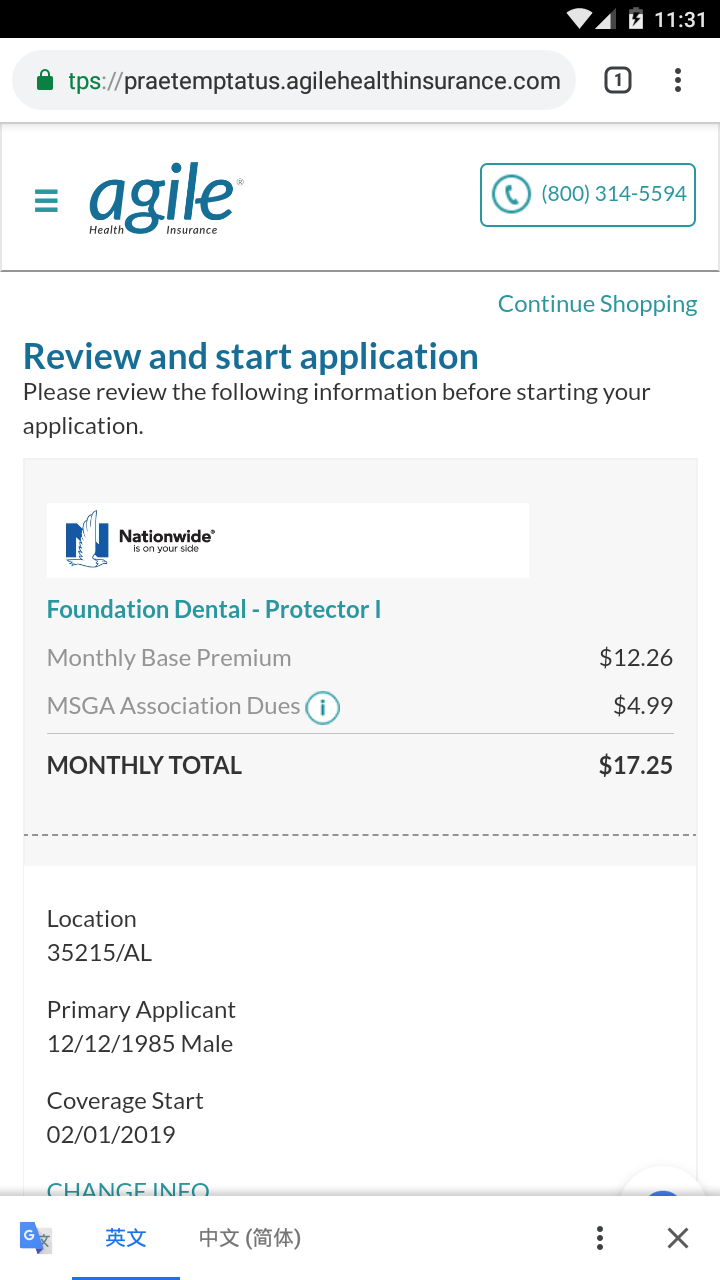 11:31
tps://praetemptatus.agilehealthinsurance.com
1
agile®
Health Insurance
(800) 314-5594
Continue Shopping
Review and start application
Please review the following information before starting your
application.
Nationwide®
is on your side
Foundation Dental - Protector I
Monthly Base Premium $12.26
MSGA Association Dues i $4.99
MONTHLY TOTAL $17.25
Location
35215/AL
Primary Applicant
12/12/1985 Male
Coverage Start
02/01/2019
CHANGE INFO
G 文 英文 中文 (简体)